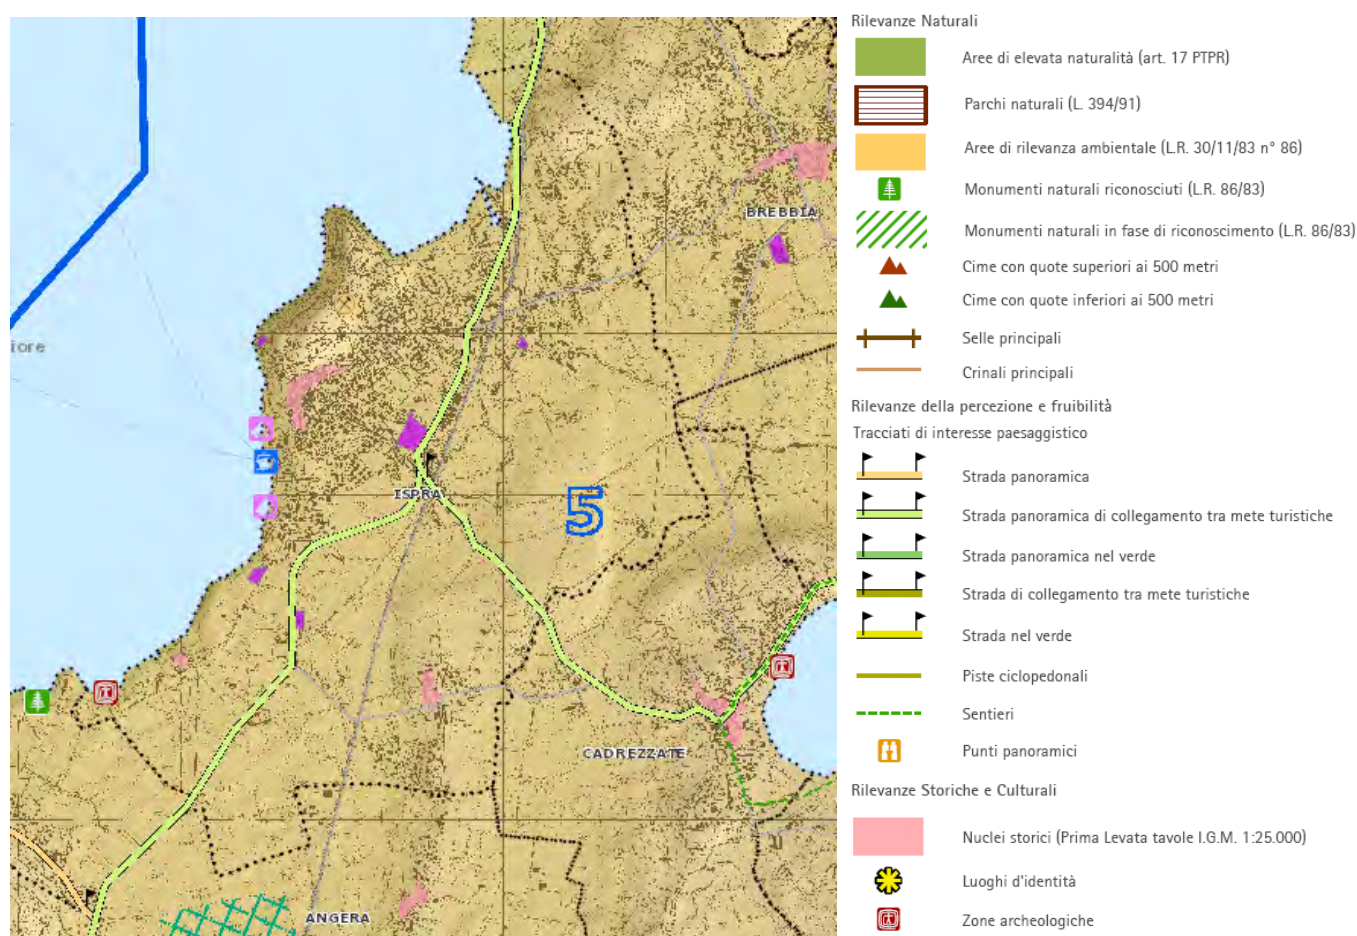 BREBBIA
iore
ISPRA
5
CADREZZATE
ANGERA
Rilevanze Naturali
Aree di elevata naturalità (art. 17 PTPR)
Parchi naturali (L. 394/91)
Aree di rilevanza ambientale (L.R. 30/11/83 n° 86)
Monumenti naturali riconosciuti (L.R. 86/83)
Monumenti naturali in fase di riconoscimento (L.R. 86/83)
Cime con quote superiori ai 500 metri
Cime con quote inferiori ai 500 metri
Selle principali
Crinali principali
Rilevanze della percezione e fruibilità
Tracciati di interesse paesaggistico
Strada panoramica
Strada panoramica di collegamento tra mete turistiche
Strada panoramica nel verde
Strada di collegamento tra mete turistiche
Strada nel verde
Piste ciclopedonali
Sentieri
Punti panoramici
Rilevanze Storiche e Culturali
Nuclei storici (Prima Levata tavole I.G.M. 1:25.000)
Luoghi d'identità
Zone archeologiche